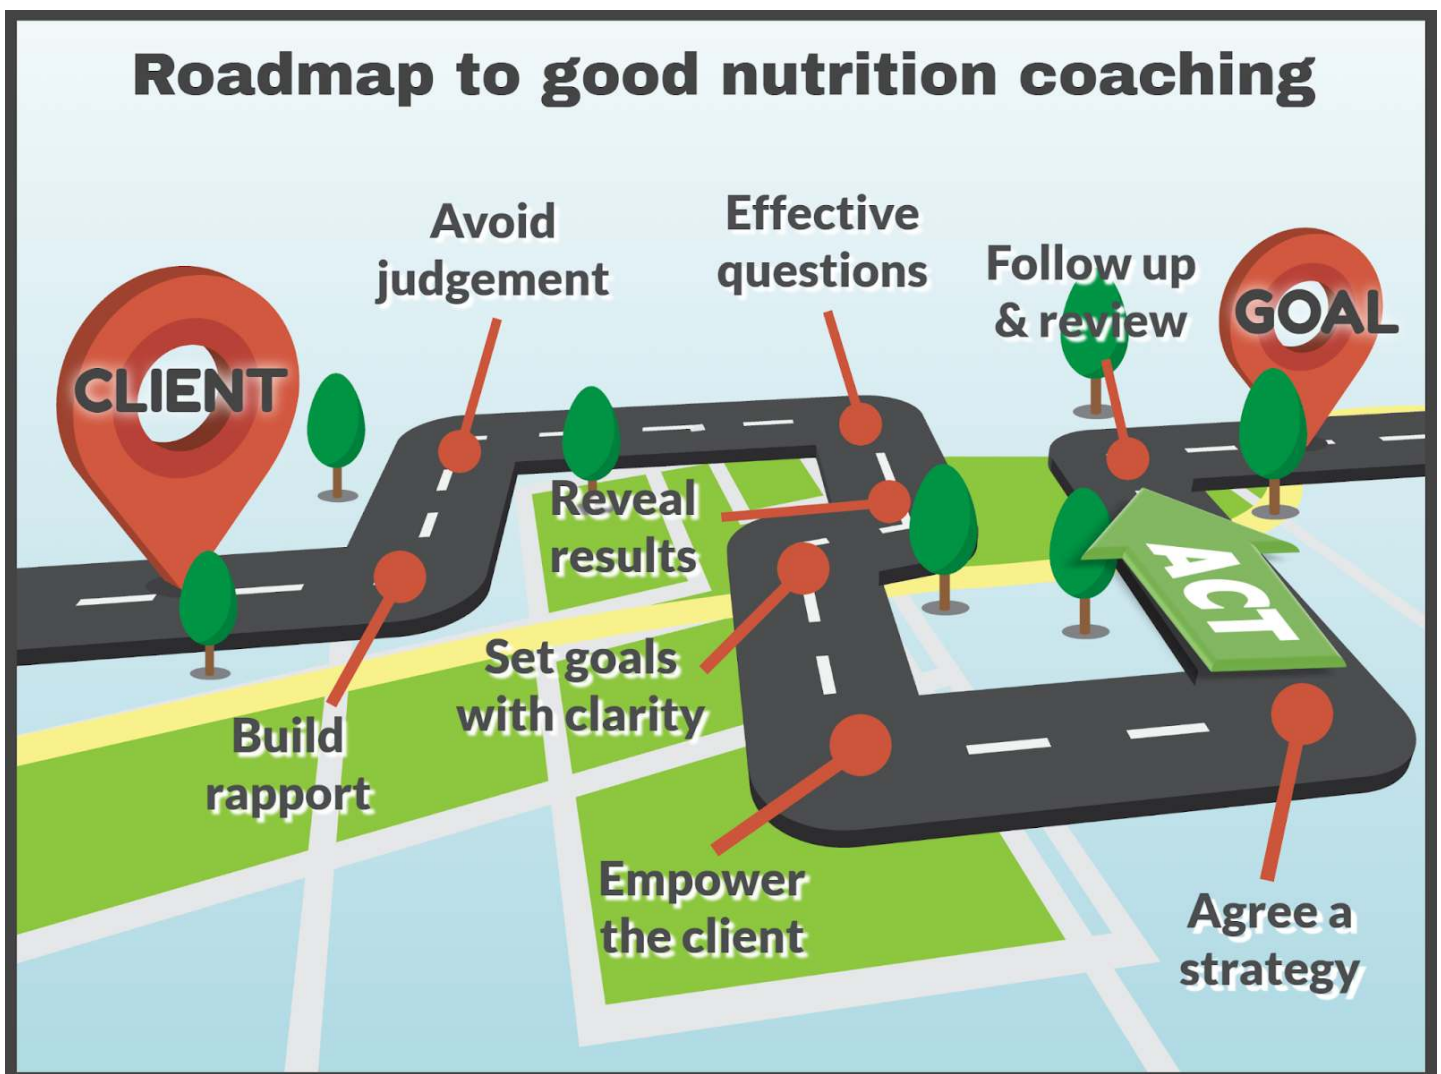 Roadmap to good nutrition coaching
Avoid
judgement
Effective
questions
Follow up
& review
CLIENT
GOAL
Reveal
results
ACT
Set goals
with clarity
Build
rapport
Empower
the client
Agree a
strategy